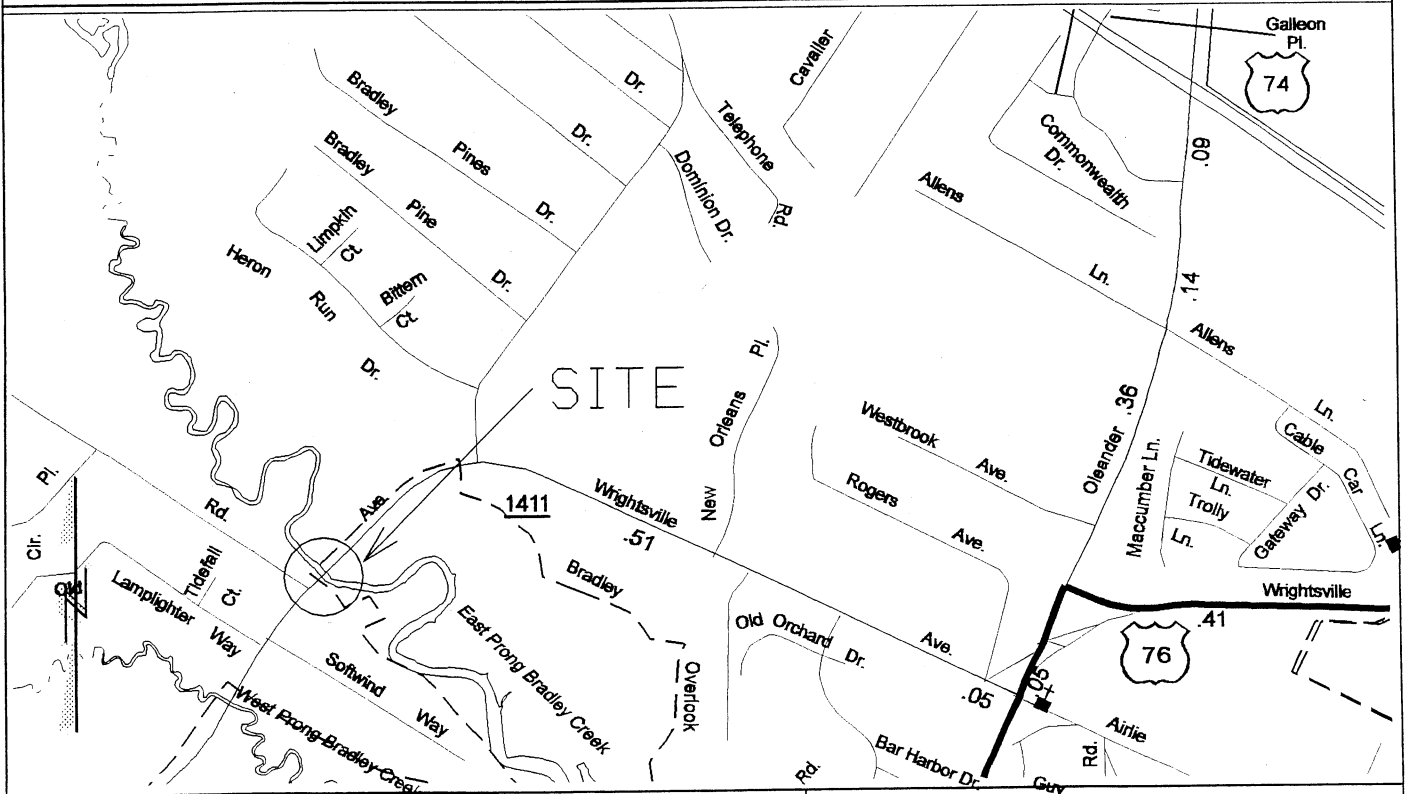 Galleon
Pl.
74
Cavalier
Dr.
Bradley
Pines
Dr.
Telephone
Rd.
Dr.
Commonwealth
Dr.
.09
Bradley
Pine
Dr.
Dominion Dr.
Allens
Ln.
Limpkin
Ct.
Heron
Run
Dr.
Bittern
Ct.
.14
Allens
Ln.
SITE
New Orleans Pl.
Westbrook
Ave.
Oleander .36
Maccumber Ln.
Cable
Car
Ln.
Tidewater
Ln.
Trolly
Ln.
Gateway Dr.
Rogers
Ave.
Pl.
Rd.
Ave.
1411
Wrightsville
.51
Ave.
Cir.
Old
Tidefall
Ct.
Lamplighter
Way
Bradley
Overlook
Wrightsville
.41
76
Old Orchard Dr.
East Prong Bradley Creek
Softwind
Way
West Prong Bradley Creek
.05
.05
Airlie
Rd.
Bar Harbor Dr.
Rd.
Guy